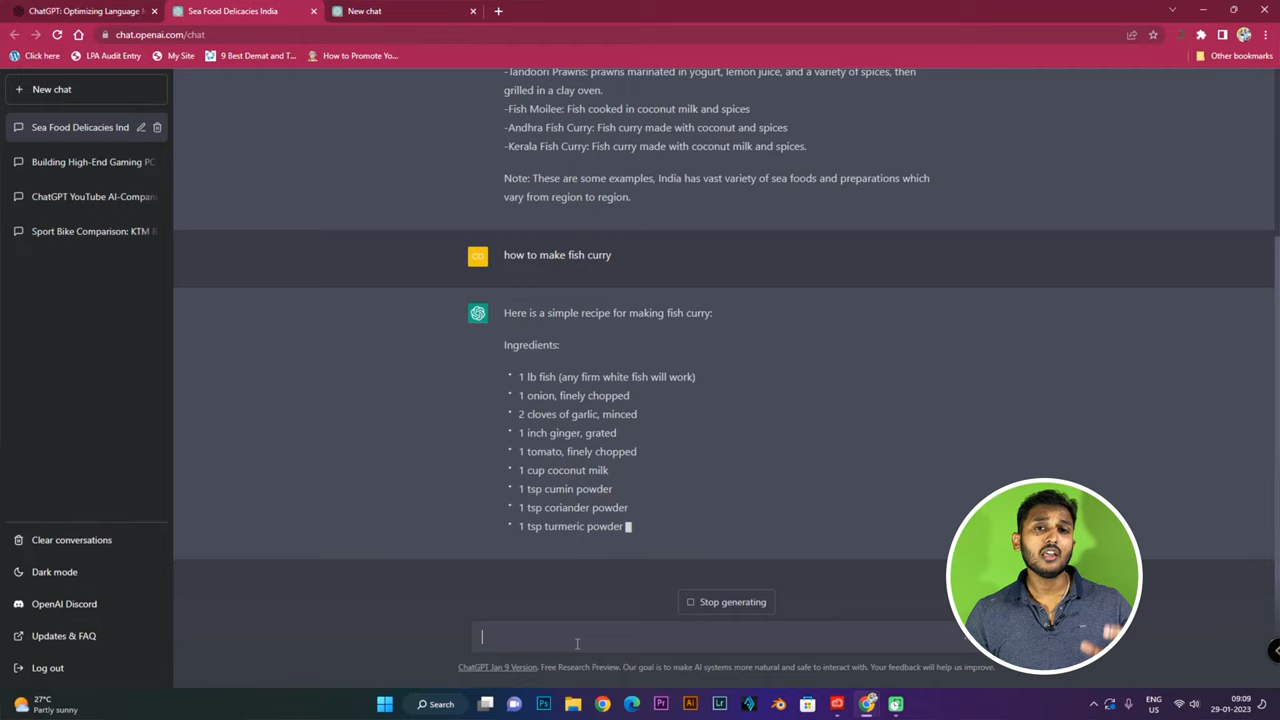 ChatGPT: Optimizing Language M
Sea Food Delicacies India
New chat
chat.openai.com/chat
Click here
LPA Audit Entry
My Site
9 Best Demat and T...
How to Promote Yo...
Other bookmarks
New chat
Sea Food Delicacies Ind
Building High-End Gaming PC
ChatGPT YouTube AI-Compan
Sport Bike Comparison: KTM R
Clear conversations
Dark mode
OpenAI Discord
Updates & FAQ
Log out
-Tandoori Prawns: prawns marinated in yogurt, lemon juice, and a variety of spices, then
grilled in a clay oven.
-Fish Moilee: Fish cooked in coconut milk and spices
-Andhra Fish Curry: Fish curry made with coconut and spices
-Kerala Fish Curry: Fish curry made with coconut milk and spices.
Note: These are some examples, India has vast variety of sea foods and preparations which
vary from region to region.
CO
how to make fish curry
Here is a simple recipe for making fish curry:
Ingredients:
1 lb fish (any firm white fish will work)
1 onion, finely chopped
2 cloves of garlic, minced
1 inch ginger, grated
1 tomato, finely chopped
1 cup coconut milk
1 tsp cumin powder
1 tsp coriander powder
1 tsp turmeric powder
Stop generating
ChatGPT Jan 9 Version. Free Research Preview. Our goal is to make AI systems more natural and safe to interact with. Your feedback will help us improve.
27°C
Partly sunny
Search
Ps
Pr
Ai
Lr
ENG
US
09:09
29-01-2023